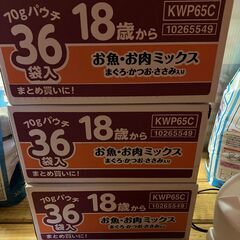 70gパウチ
36
袋入
まとめ買いに!
18歳から
KWP65C
10265549
お魚・お肉ミックス
まぐろ・かつお・ささみ入り
70gパウチ
36
袋入
まとめ買いに!
18歳から
KWP65C
10265549
お魚・お肉ミックス
まぐろ・かつお・ささみ入り
70gパウチ
36
袋入
18歳から
KWP65C
10265549
お魚・お肉ミックス
まぐろ・かつお・ささみ入り